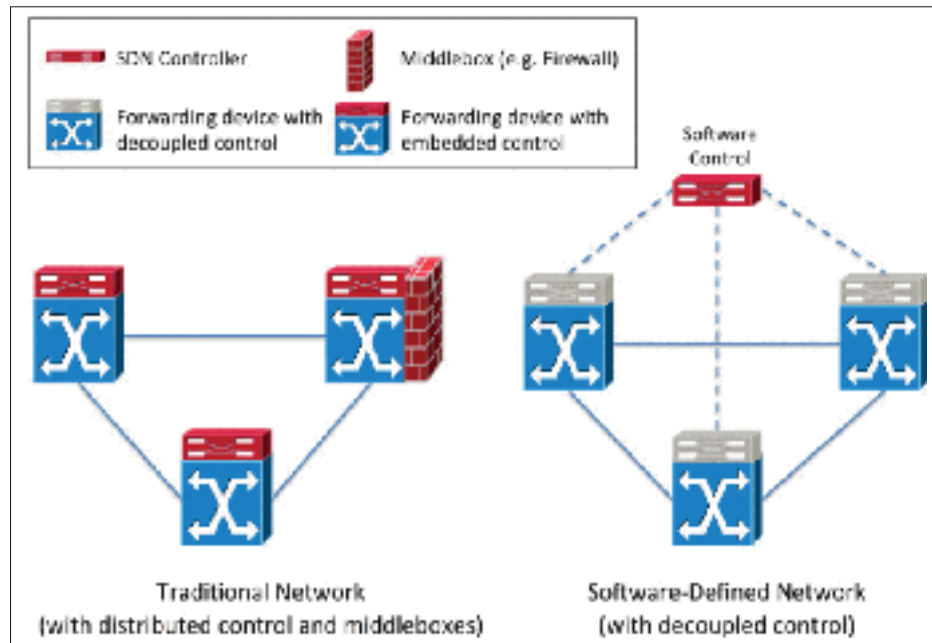 SDN Controller
Middlebox (e.g. Firewall)
Forwarding device with
decoupled control
Forwarding device with
embedded control
Software
Control
Traditional Network
(with distributed control and middleboxes)
Software-Defined Network
(with decoupled control)